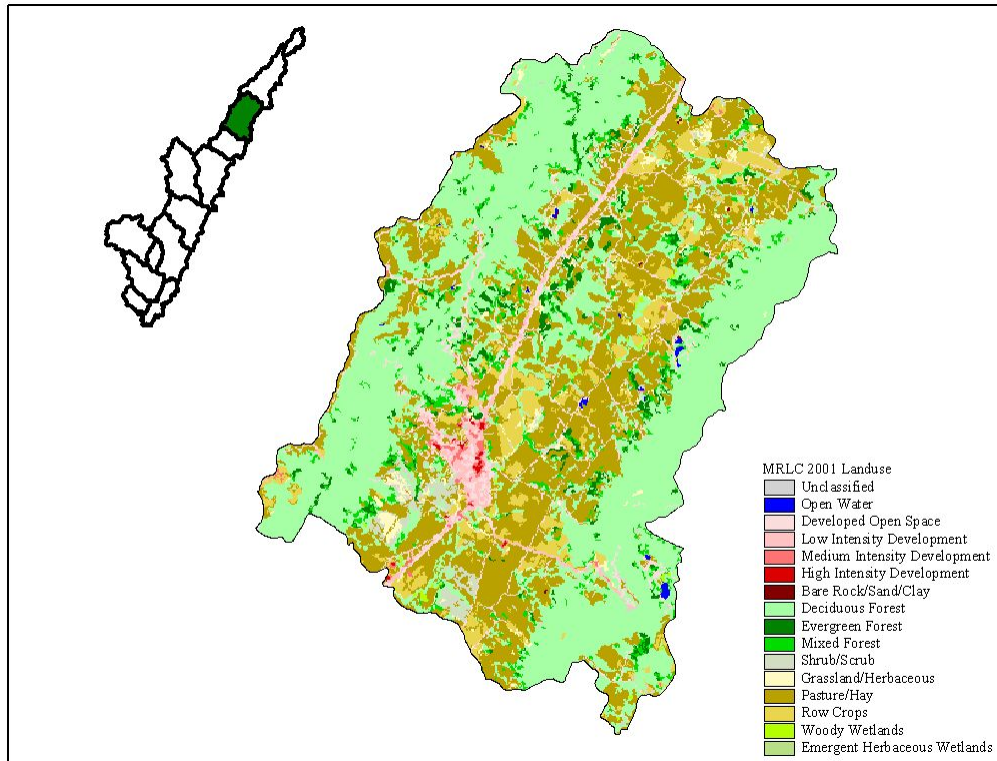 MRLC 2001 Landuse
Unclassified
Open Water
Developed Open Space
Low Intensity Development
Medium Intensity Development
High Intensity Development
Bare Rock/Sand/Clay
Deciduous Forest
Evergreen Forest
Mixed Forest
Shrub/Scrub
Grassland/Herbaceous
Pasture/Hay
Row Crops
Woody Wetlands
Emergent Herbaceous Wetlands